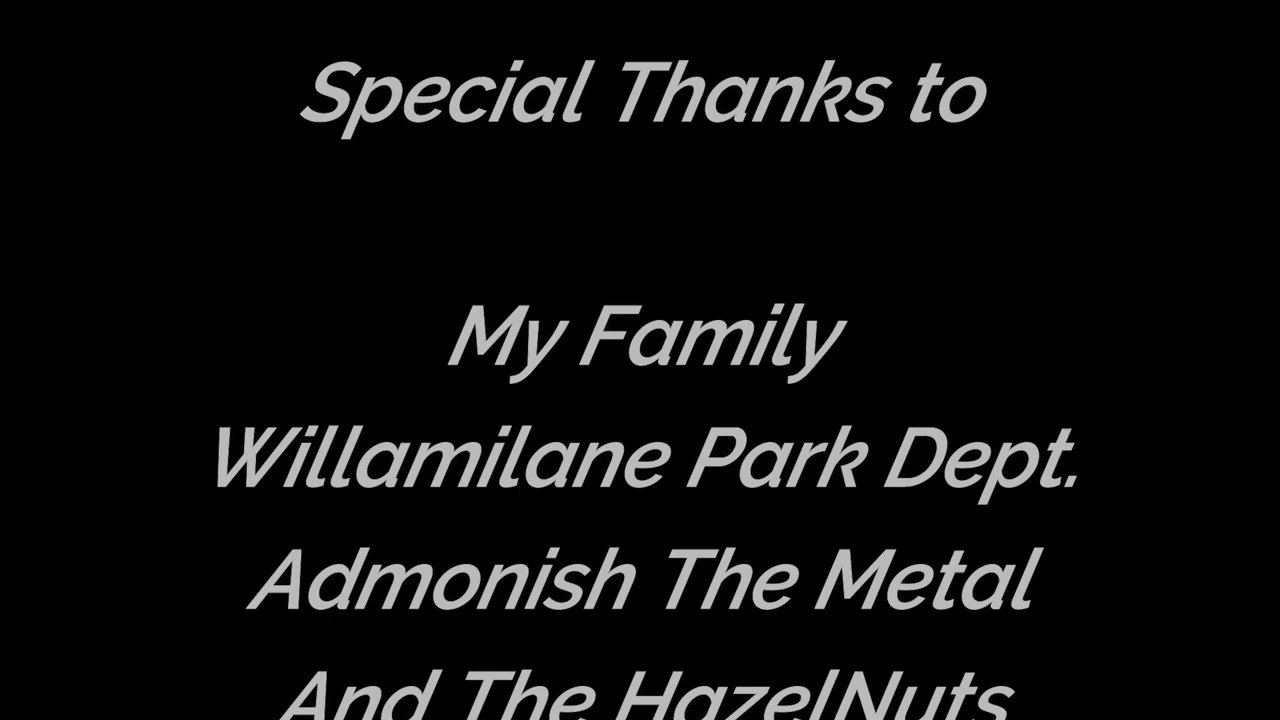 Special Thanks to
My Family
Willamilane Park Dept.
Admonish The Metal
And The HazelNuts